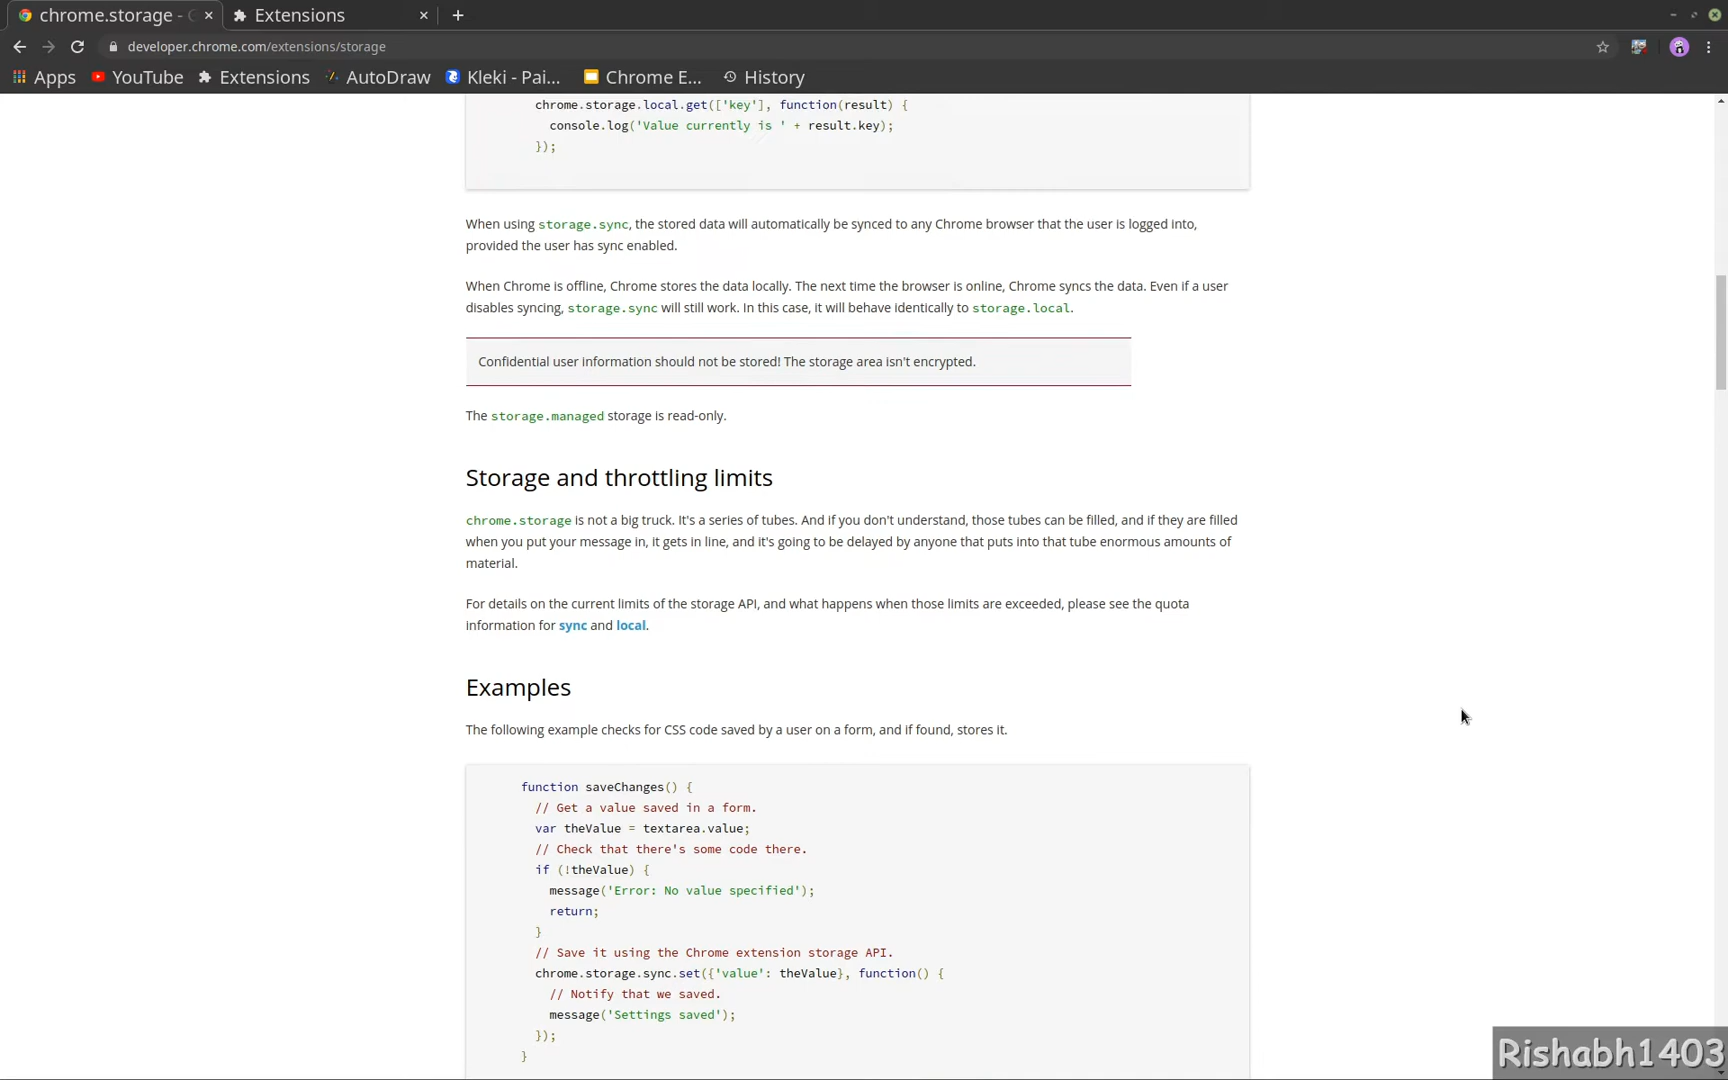 chrome.storage -
Extensions
developer.chrome.com/extensions/storage
Apps YouTube Extensions AutoDraw Kleki - Pai... Chrome E... History
chrome.storage.local.get(['key'], function(result) {
console.log('Value currently is ' + result.key);
});
When using storage.sync, the stored data will automatically be synced to any Chrome browser that the user is logged into,
provided the user has sync enabled.
When Chrome is offline, Chrome stores the data locally. The next time the browser is online, Chrome syncs the data. Even if a user
disables syncing, storage.sync will still work. In this case, it will behave identically to storage.local.
Confidential user information should not be stored! The storage area isn't encrypted.
The storage.managed storage is read-only.
Storage and throttling limits
chrome.storage is not a big truck. It's a series of tubes. And if you don't understand, those tubes can be filled, and if they are filled
when you put your message in, it gets in line, and it's going to be delayed by anyone that puts into that tube enormous amounts of
material.
For details on the current limits of the storage API, and what happens when those limits are exceeded, please see the quota
information for sync and local.
Examples
The following example checks for CSS code saved by a user on a form, and if found, stores it.
function saveChanges() {
// Get a value saved in a form.
var theValue = textarea.value;
// Check that there's some code there.
if (!theValue) {
message('Error: No value specified');
return;
}
// Save it using the Chrome extension storage API.
chrome.storage.sync.set({'value': theValue}, function() {
// Notify that we saved.
message('Settings saved');
});
}
Rishabh1403